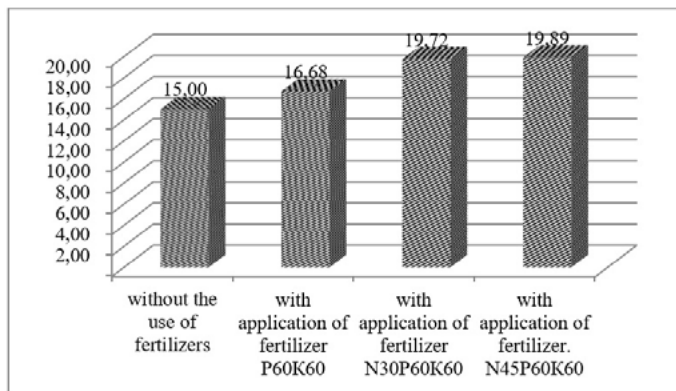 20,00
18,00
16,00
14,00
12,00
10,00
8,00
6,00
4,00
2,00
15,00
16,68
19,72
19,89
without the
use of
fertilizers
with
application of
fertilizer
P60K60
with
application of
fertilizer
N30P60K60
with
application of
fertilizer.
N45P60K60